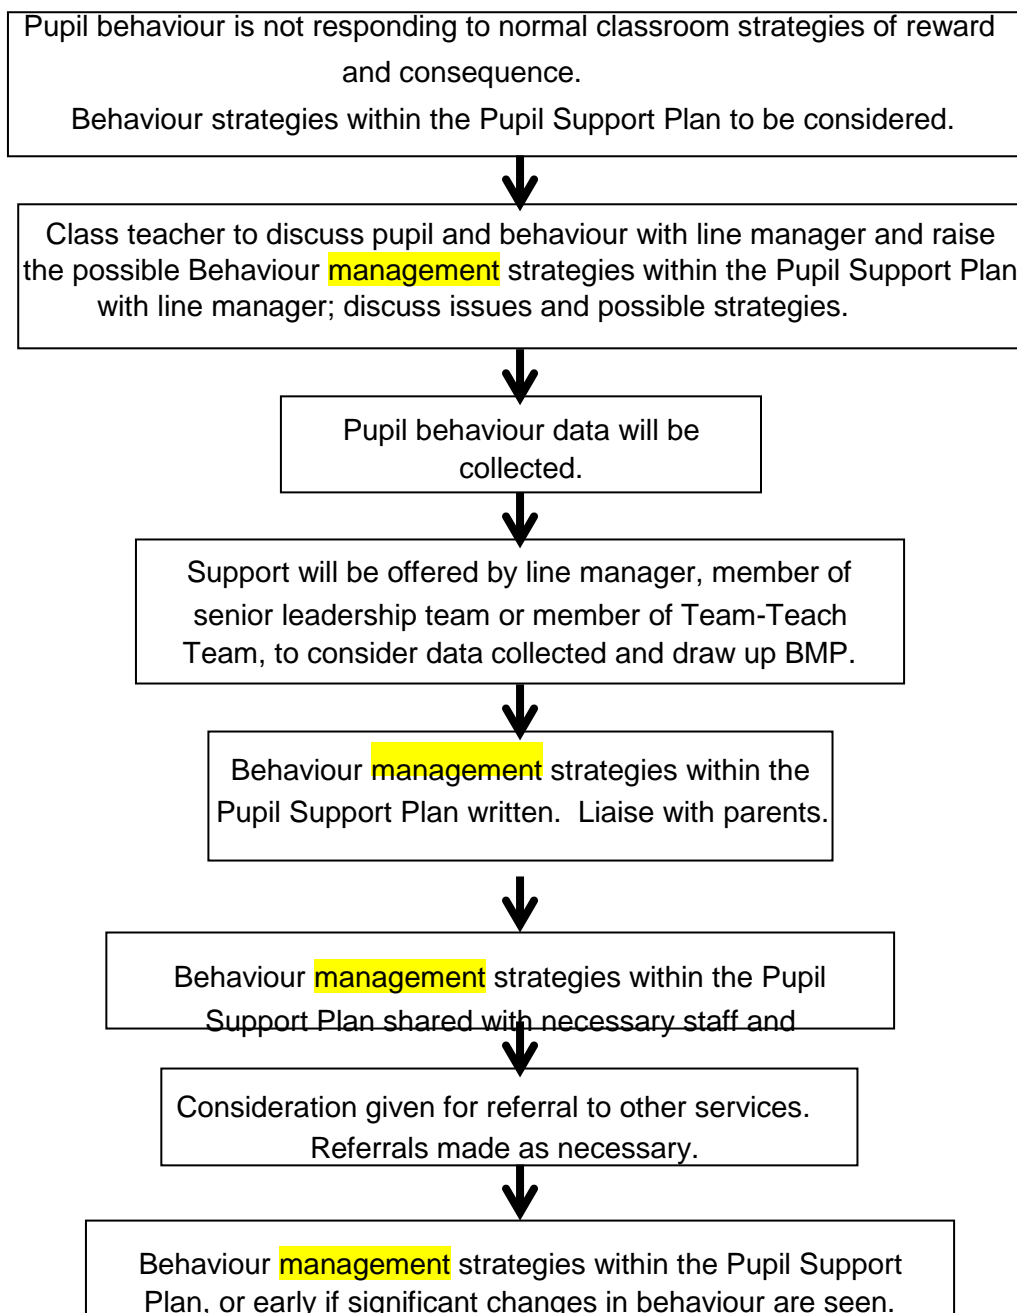 Pupil behaviour is not responding to normal classroom strategies of reward
and consequence.
Behaviour strategies within the Pupil Support Plan to be considered.
Class teacher to discuss pupil and behaviour with line manager and raise
the possible Behaviour management strategies within the Pupil Support Plan
with line manager; discuss issues and possible strategies.
Pupil behaviour data will be
collected.
Support will be offered by line manager, member of
senior leadership team or member of Team-Teach
Team, to consider data collected and draw up BMP.
Behaviour management strategies within the
Pupil Support Plan written.  Liaise with parents.
Behaviour management strategies within the Pupil
Support Plan shared with necessary staff and
Consideration given for referral to other services.
Referrals made as necessary.
Behaviour management strategies within the Pupil Support
Plan, or early if significant changes in behaviour are seen.